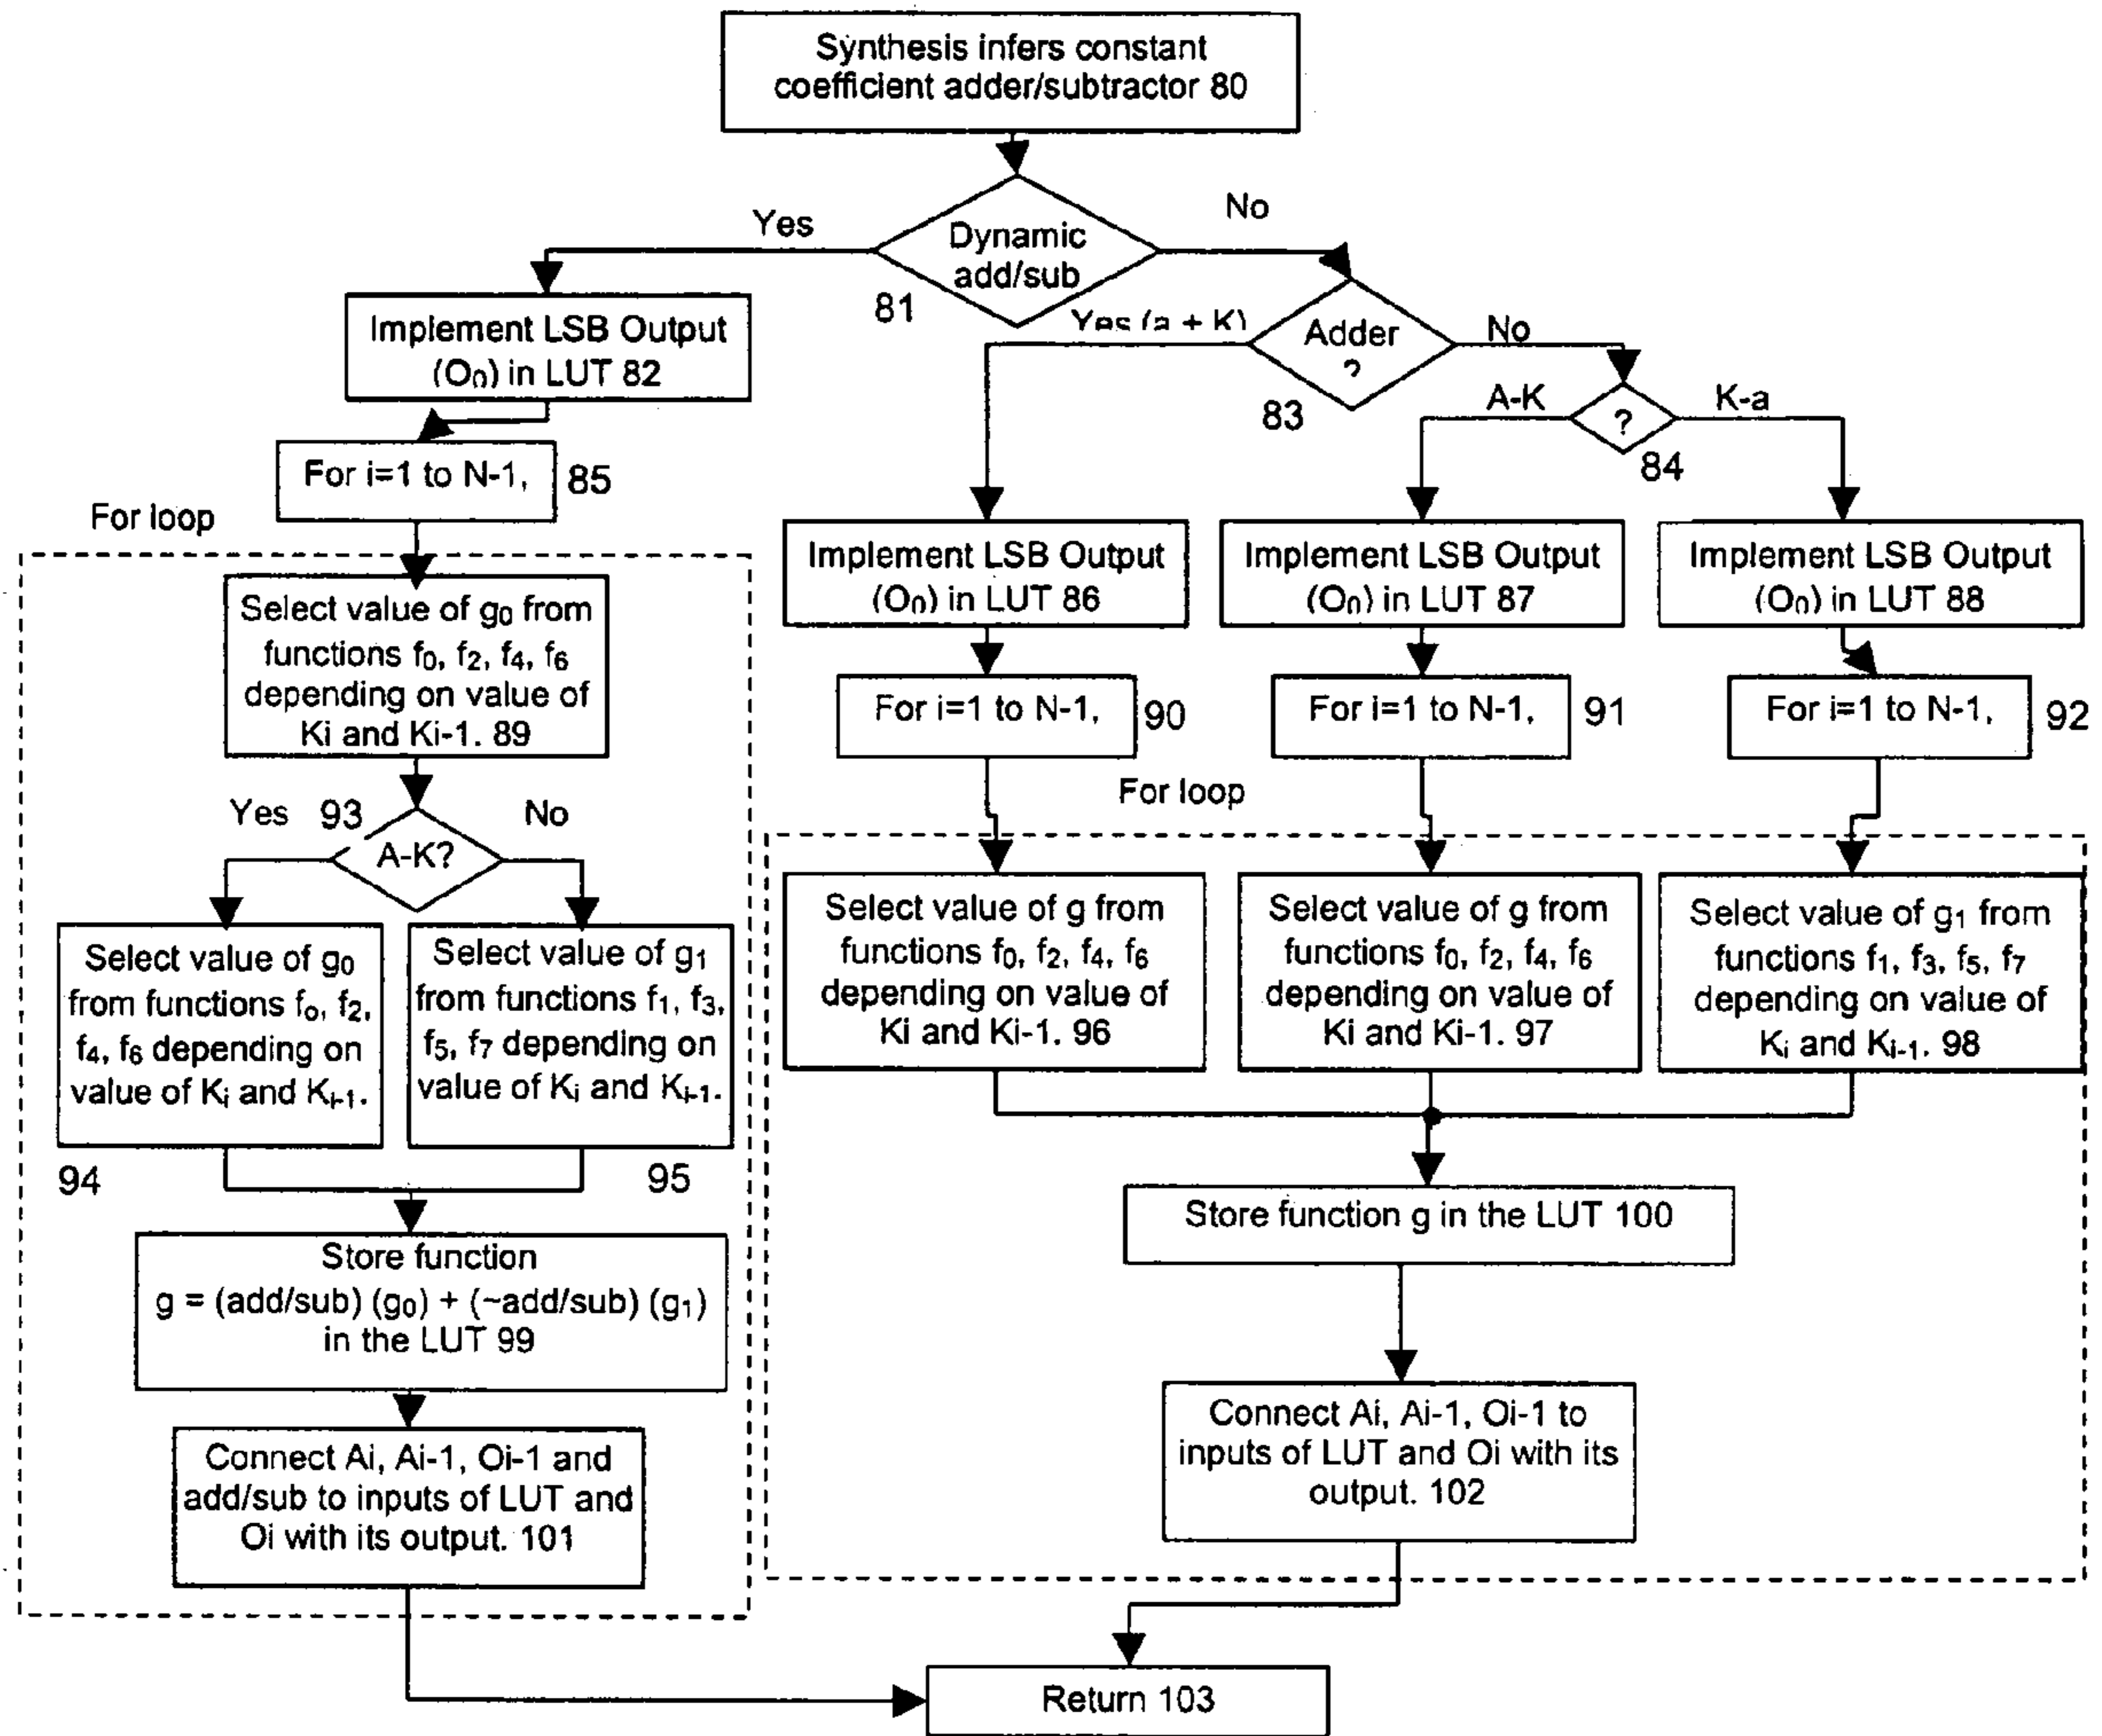 Synthesis infers constant
coefficient adder/subtractor 80
Yes
No
Dynamic
add/sub
81
Implement LSB Output
(O0) in LUT 82
Yes (a + K)
Adder
?
83
No
A-K
?
K-a
84
For i=1 to N-1,
85
For loop
Implement LSB Output
(O0) in LUT 86
Implement LSB Output
(O0) in LUT 87
Implement LSB Output
(O0) in LUT 88
Select value of g0 from
functions f0, f2, f4, f6
depending on value of
Ki and Ki-1. 89
For i=1 to N-1,
90
For i=1 to N-1,
91
For i=1 to N-1,
92
For loop
Yes
93
No
A-K?
Select value of g0
from functions fo, f2,
f4, f6 depending on
value of Ki and Ki-1.
94
Select value of g1
from functions f1, f3,
f5, f7 depending on
value of Ki and Ki-1.
95
Select value of g from
functions f0, f2, f4, f6
depending on value of
Ki and Ki-1. 96
Select value of g from
functions f0, f2, f4, f6
depending on value of
Ki and Ki-1. 97
Select value of g1 from
functions f1, f3, f5, f7
depending on value of
Ki and Ki-1. 98
Store function
g = (add/sub) (g0) + (~add/sub) (g1)
in the LUT 99
Store function g in the LUT 100
Connect Ai, Ai-1, Oi-1 and
add/sub to inputs of LUT and
Oi with its output. 101
Connect Ai, Ai-1, Oi-1 to
inputs of LUT and Oi with its
output. 102
Return 103